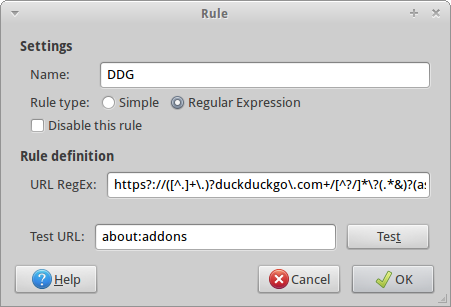 Rule
Settings
Name: DDG
Rule type: Simple Regular Expression
Disable this rule
Rule definition
URL RegEx: https?://([^.]+\.)?duckduckgo\.com+/[^?/]*\?(.*&)?(as
Test URL: about:addons Test
Help Cancel OK